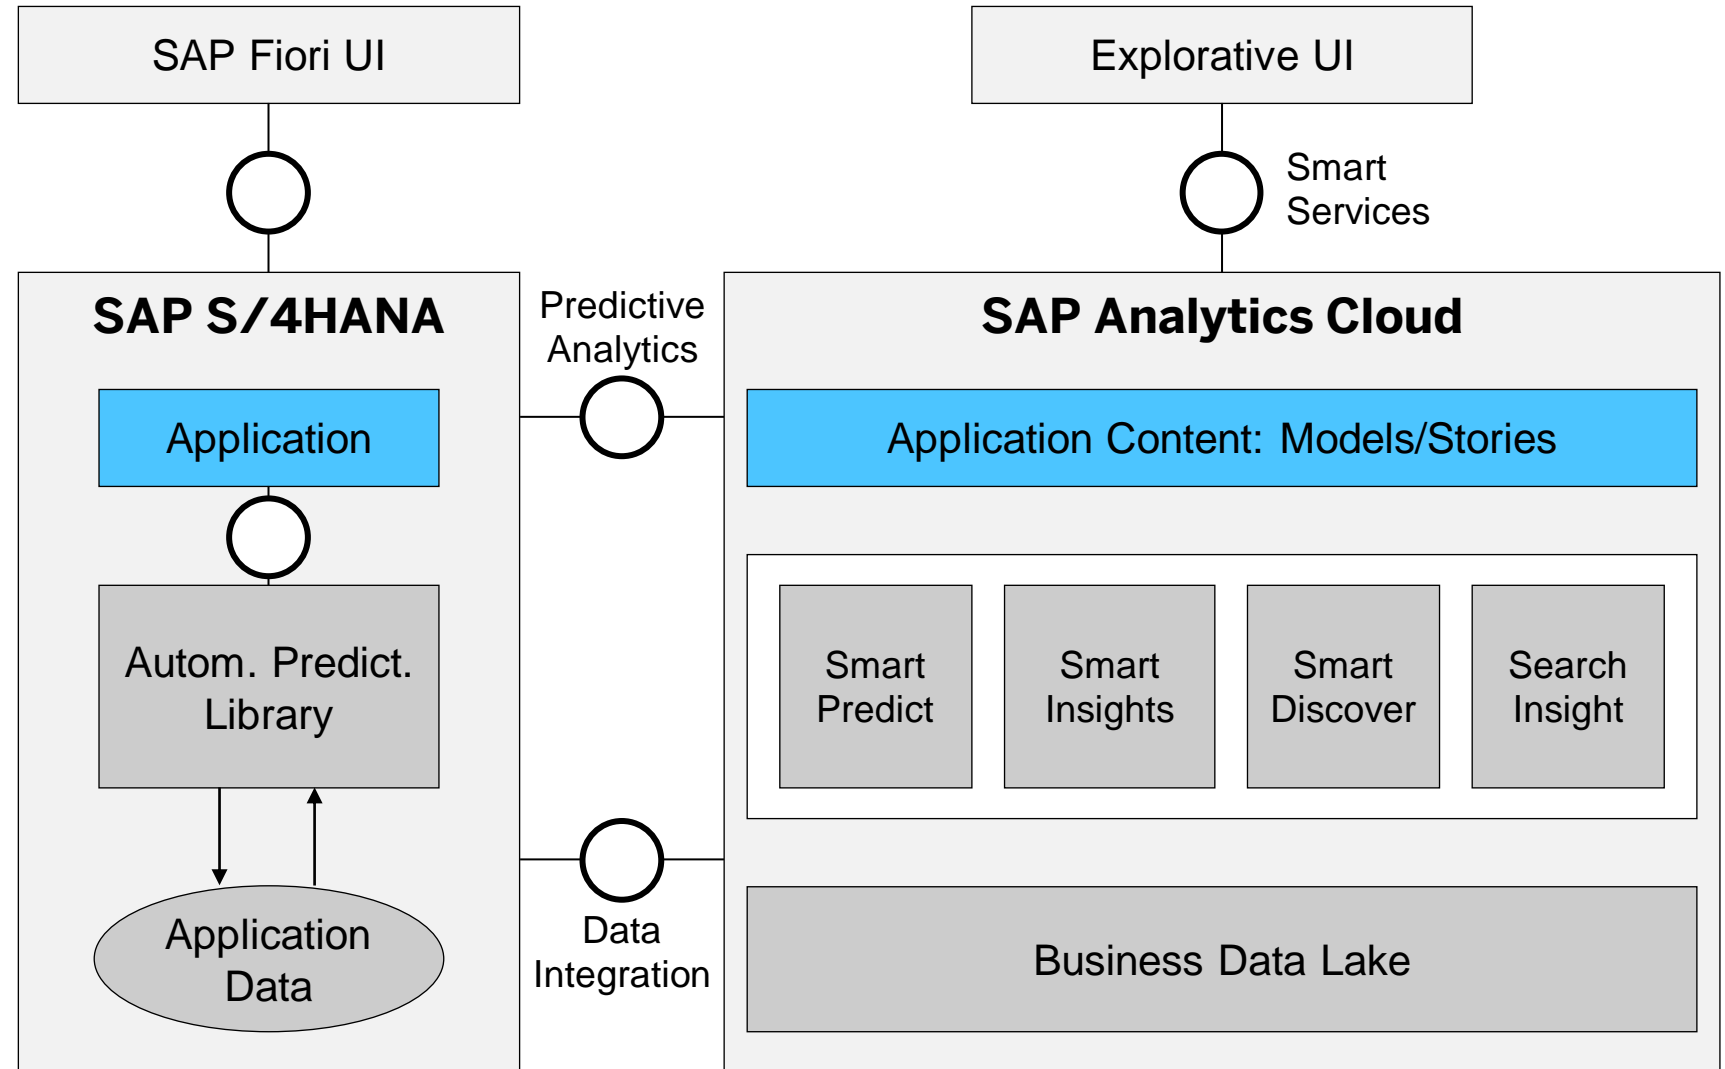 SAP Fiori UI
Explorative UI
Smart
Services
SAP S/4HANA
Predictive
Analytics
SAP Analytics Cloud
Application
Application Content: Models/Stories
Autom. Predict.
Library
Smart
Predict
Smart
Insights
Smart
Discover
Search
Insight
Application
Data
Data
Integration
Business Data Lake